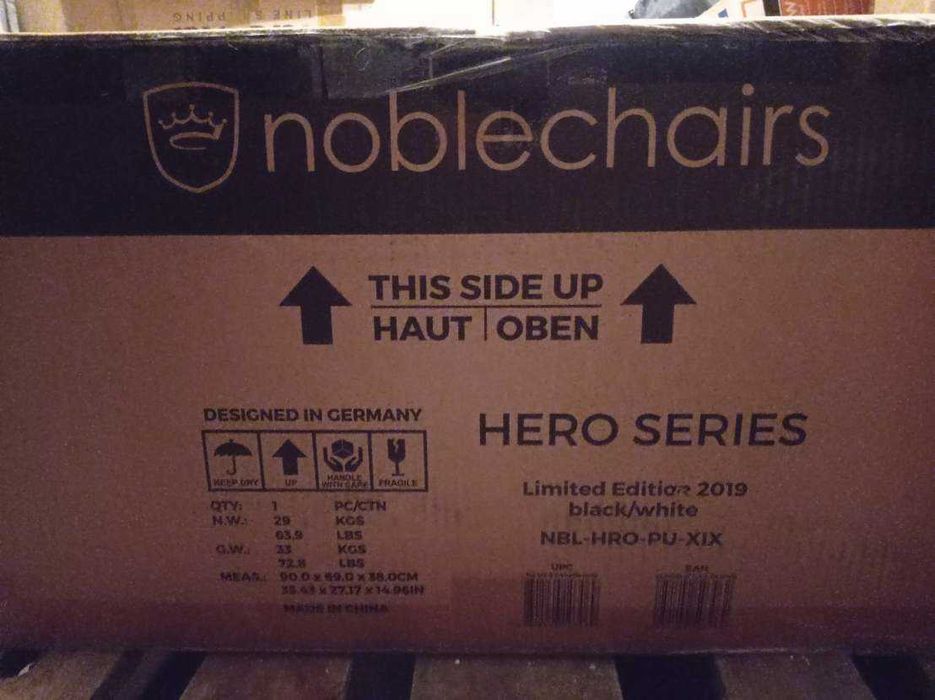 LINE SHIPPING
noblechairs
THIS SIDE UP
HAUT | OBEN
DESIGNED IN GERMANY
HERO SERIES
KEEP DRY
UP
HANDLE WITH CARE
FRAGILE
Limited Edition 2019
black/white
NBL-HRO-PU-XIX
QTY: 1 PC/CTN
N.W.: 29 KGS
63.9 LBS
G.W.: 33 KGS
72.8 LBS
MEAS.: 90.0 x 69.0 x 38.0CM
35.43 x 27.17 x 14.96IN
MADE IN CHINA
UPC
EAN